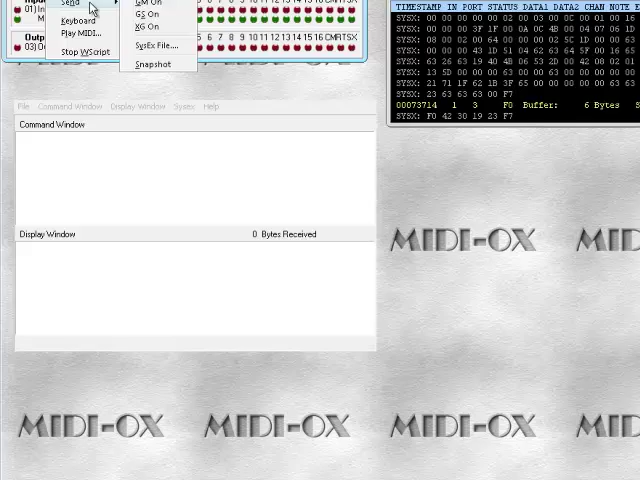 Send
GM On
GS On
XG On
SysEx File....
Snapshot
Keyboard
Play MIDI...
Stop WScript
01) In
M
Outp
03) O
5 6 7 8 9 10 11 12 13 14 15 16 CMRTSX
TIMESTAMP IN PORT STATUS DATA1 DATA2 CHAN NOTE E
SYSX: 00 00 00 00 00 02 00 03 00 0C 00 01 00 16
SYSX: 00 00 00 3F 1F 00 0A 0C 4B 00 04 07 06 1D
SYSX: 08 00 02 00 64 00 00 00 02 5C 1D 00 00 63
SYSX: 00 00 00 00 43 1D 51 04 62 63 64 5F 00 16 65
SYSX: 63 26 63 19 40 4B 06 53 2D 00 42 08 02 01
SYSX: 13 5D 00 00 00 00 63 00 00 63 00 00 00 63
SYSX: 21 71 1F 62 1B 3F 65 00 00 00 00 00 63 63
SYSX: 23 63 63 63 00 F7
00073714 1 3 F0 Buffer: 6 Bytes S
SYSX: F0 42 30 19 23 F7
File Command Window Display Window Sysex Help
Command Window
Display Window 0 Bytes Received
MIDI-OX MIDI-OX
MIDI-OX MIDI-OX MIDI-OX MIDI-OX